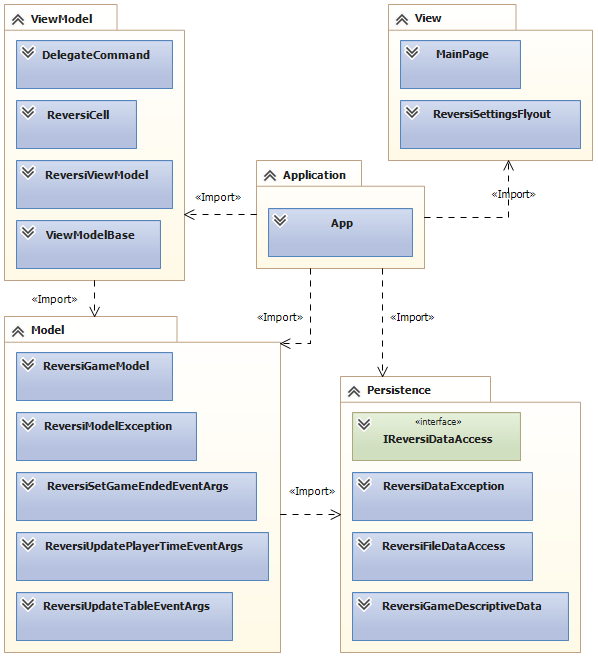 ViewModel
DelegateCommand
ReversiCell
ReversiViewModel
ViewModelBase
View
MainPage
ReversiSettingsFlyout
«Import»
Application
App
«Import»
«Import»
«Import»
«Import»
Model
ReversiGameModel
ReversiModelException
ReversiSetGameEndedEventArgs
ReversiUpdatePlayerTimeEventArgs
ReversiUpdateTableEventArgs
«Import»
Persistence
«interface»
IReversiDataAccess
ReversiDataException
ReversiFileDataAccess
ReversiGameDescriptiveData